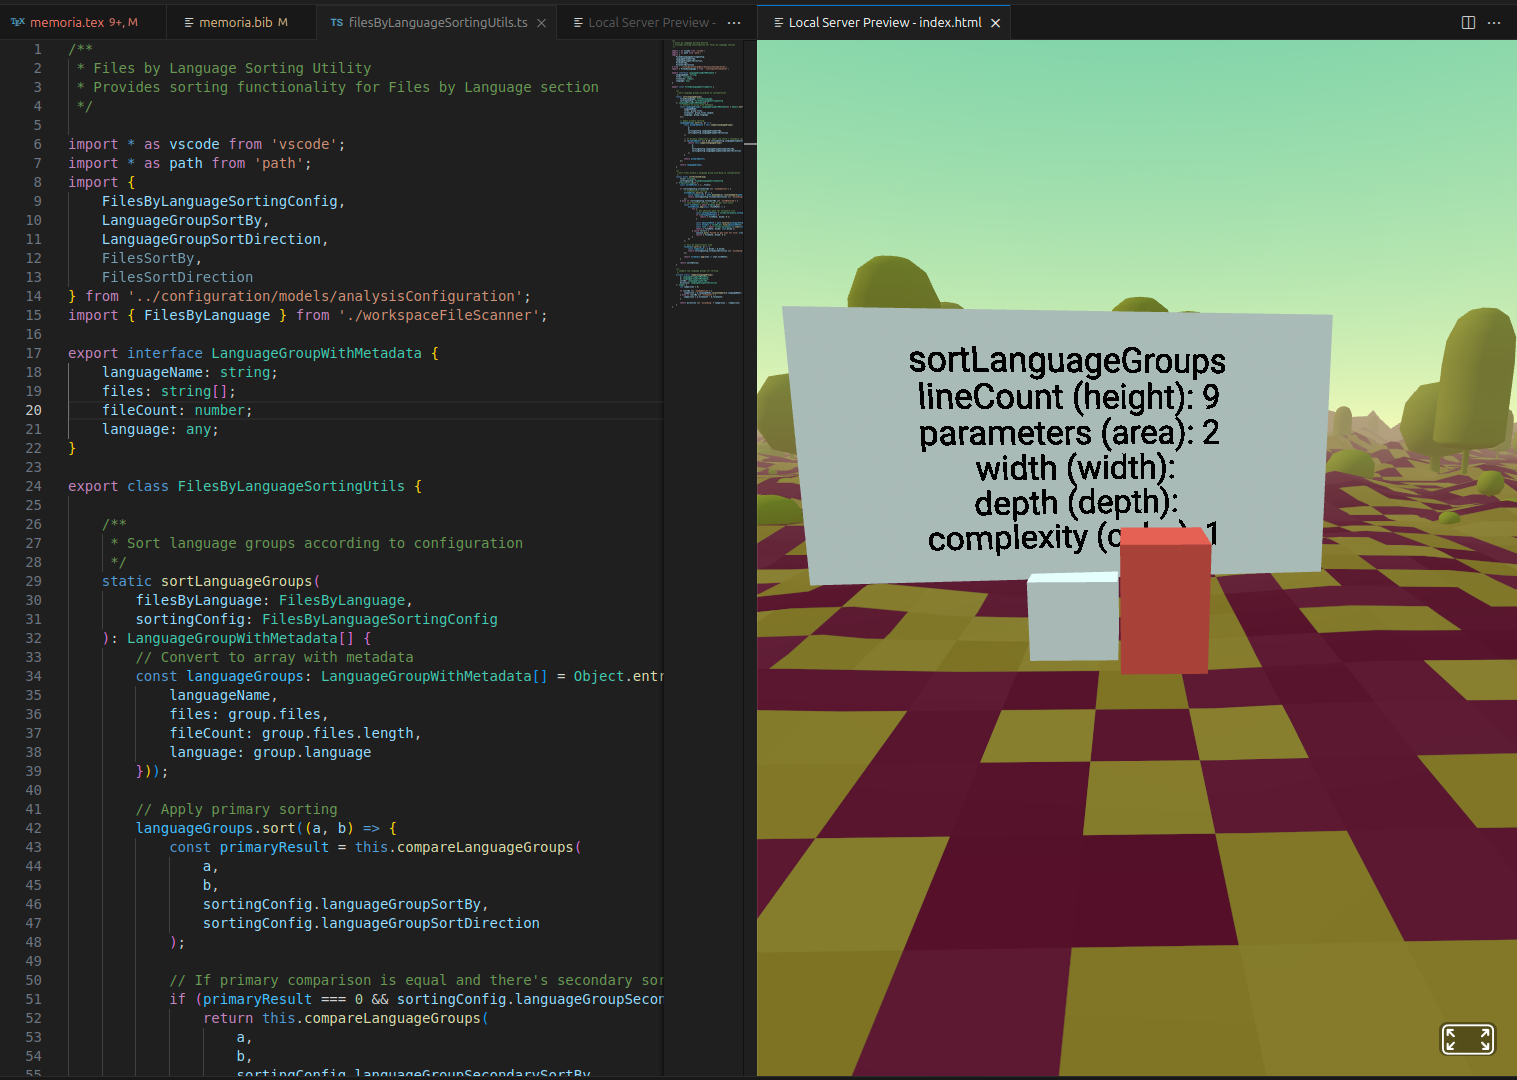 memoria.tex 9+, M
memoria.bib M
TS filesByLanguageSortingUtils.ts
Local Server Preview - 
Local Server Preview - index.html
1 /**
2  * Files by Language Sorting Utility
3  * Provides sorting functionality for Files by Language section
4  */
5
6 import * as vscode from 'vscode';
7 import * as path from 'path';
8 import {
9     FilesByLanguageSortingConfig,
10     LanguageGroupSortBy,
11     LanguageGroupSortDirection,
12     FilesSortBy,
13     FilesSortDirection
14 } from '../configuration/models/analysisConfiguration';
15 import { FilesByLanguage } from './workspaceFileScanner';
16
17 export interface LanguageGroupWithMetadata {
18     languageName: string;
19     files: string[];
20     fileCount: number;
21     language: any;
22 }
23
24 export class FilesByLanguageSortingUtils {
25
26     /**
27      * Sort language groups according to configuration
28      */
29     static sortLanguageGroups(
30         filesByLanguage: FilesByLanguage,
31         sortingConfig: FilesByLanguageSortingConfig
32     ): LanguageGroupWithMetadata[] {
33         // Convert to array with metadata
34         const languageGroups: LanguageGroupWithMetadata[] = Object.entr
35             languageName,
36             files: group.files,
37             fileCount: group.files.length,
38             language: group.language
39         }));
40
41         // Apply primary sorting
42         languageGroups.sort((a, b) => {
43             const primaryResult = this.compareLanguageGroups(
44                 a,
45                 b,
46                 sortingConfig.languageGroupSortBy,
47                 sortingConfig.languageGroupSortDirection
48             );
49
50             // If primary comparison is equal and there's secondary sor
51             if (primaryResult === 0 && sortingConfig.languageGroupSecon
52                 return this.compareLanguageGroups(
53                     a,
54                     b,
55                     sortingConfig.languageGroupSecondarySortBy
sortLanguageGroups
lineCount (height): 9
parameters (area): 2
width (width):
depth (depth):
complexity (c 1